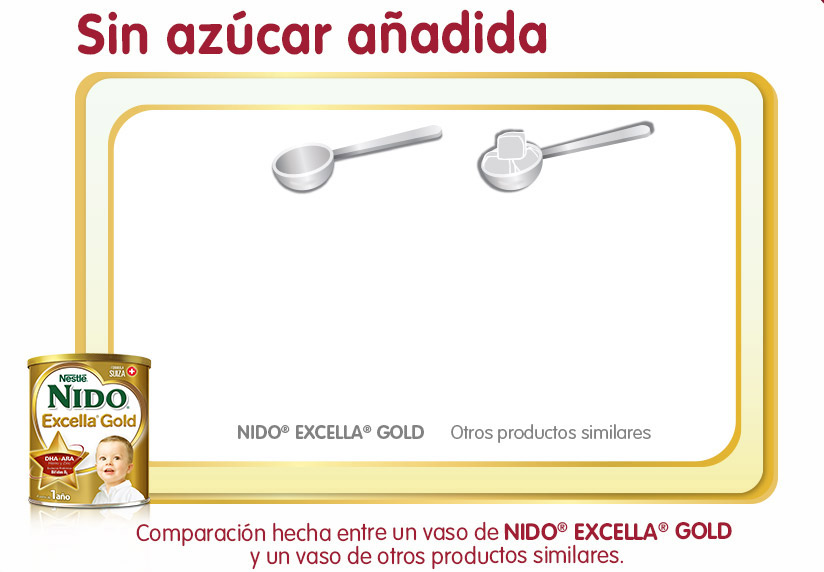 Sin azúcar añadida
NIDO® EXCELLA® GOLD
Otros productos similares
Nestlé
FÓRMULA
SUIZA
NIDO
Excella® Gold
DHA+ARA
1 año
Comparación hecha entre un vaso de NIDO® EXCELLA® GOLD
y un vaso de otros productos similares.